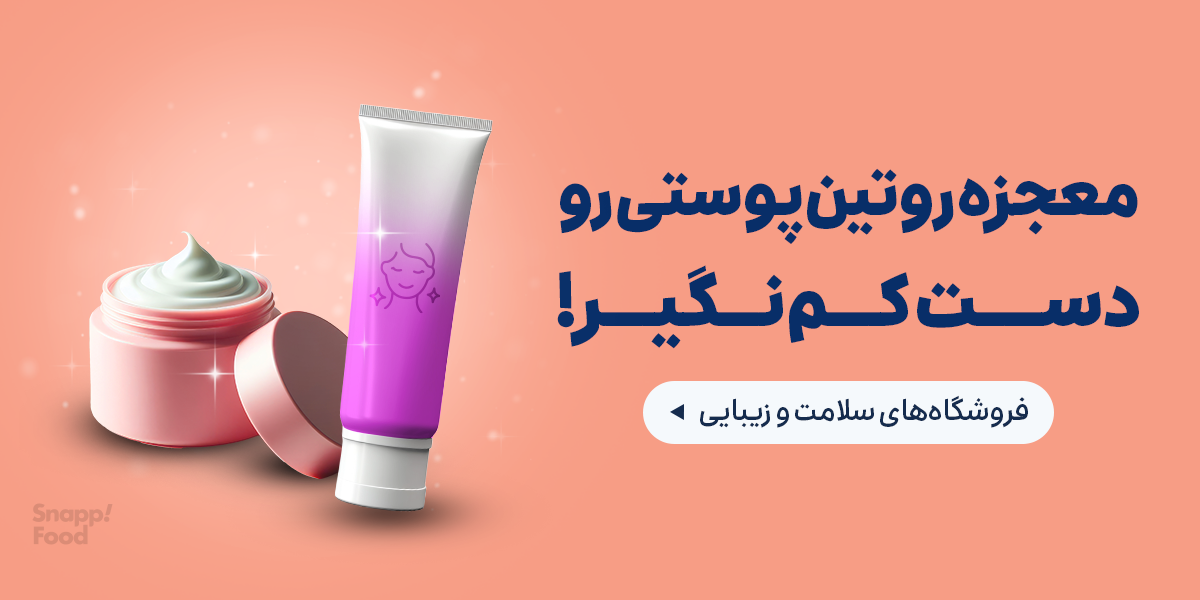 معجزه روتین پوستی رو
دست کم نگیر!
فروشگاه‌های سلامت و زیبایی
Snapp!
Food